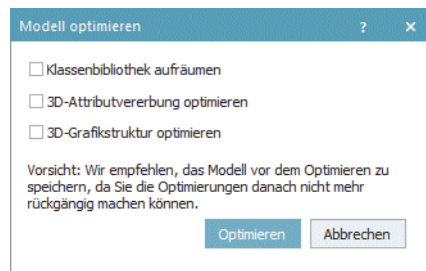 Modell optimieren ? ×
Klassenbibliothek aufräumen
3D-Attributvererbung optimieren
3D-Grafikstruktur optimieren
Vorsicht: Wir empfehlen, das Modell vor dem Optimieren zu
speichern, da Sie die Optimierungen danach nicht mehr
rückgängig machen können.
Optimieren Abbrechen